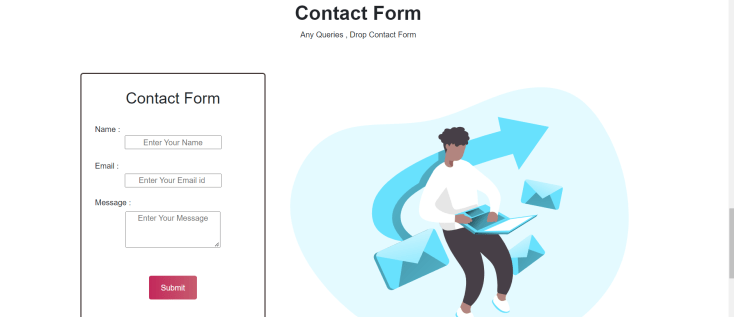 Contact Form
Any Queries , Drop Contact Form
Contact Form
Name :
Enter Your Name
Email :
Enter Your Email id
Message :
Enter Your Message
Submit